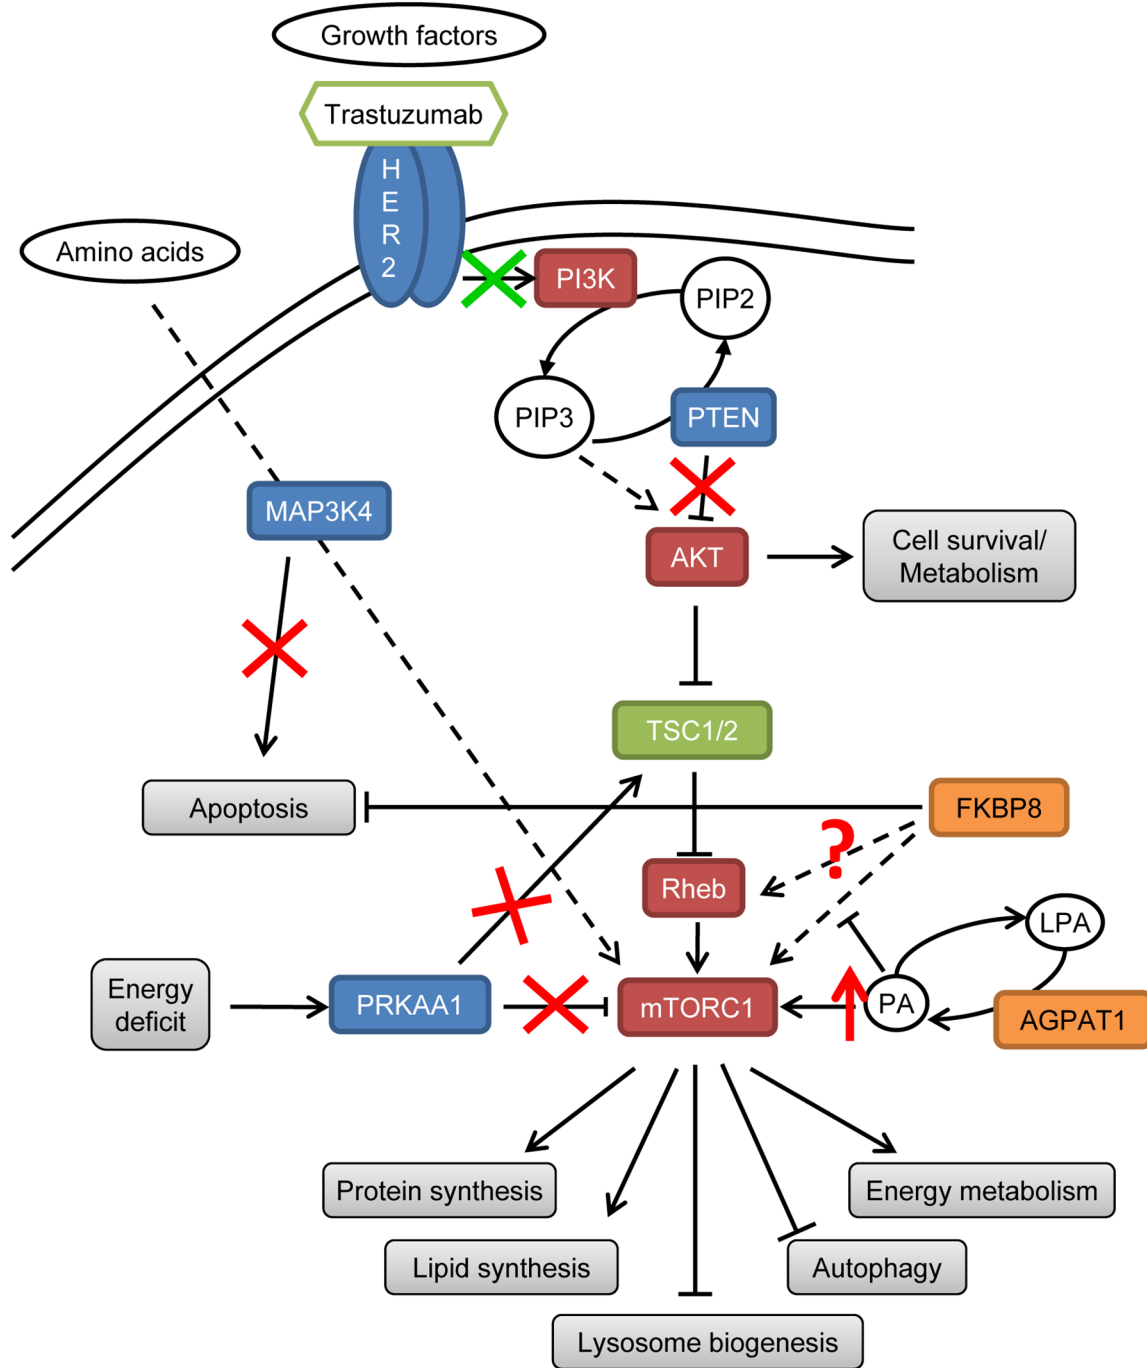 Growth factors
Trastuzumab
H
E
R
2
Amino acids
PI3K
PIP2
PIP3
PTEN
MAP3K4
AKT
Cell survival/
Metabolism
TSC1/2
Apoptosis
FKBP8
?
Rheb
LPA
Energy
deficit
PRKAA1
mTORC1
PA
AGPAT1
Protein synthesis
Energy metabolism
Lipid synthesis
Autophagy
Lysosome biogenesis